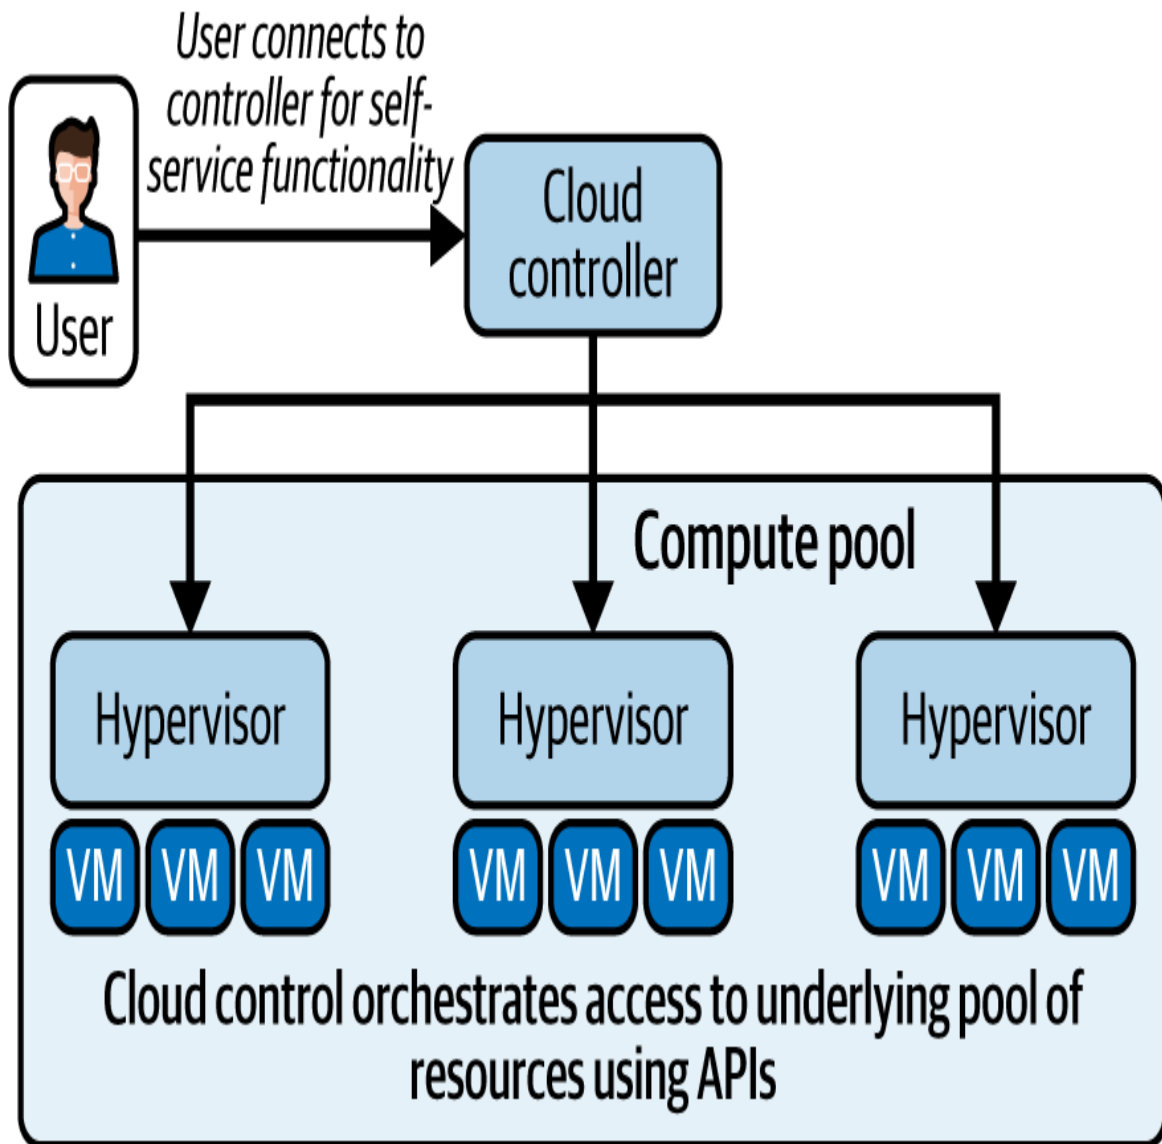 User connects to
controller for self-
service functionality
User
Cloud
controller
Compute pool
Hypervisor
Hypervisor
Hypervisor
VM VM VM
VM VM VM
VM VM VM
Cloud control orchestrates access to underlying pool of
resources using APIs